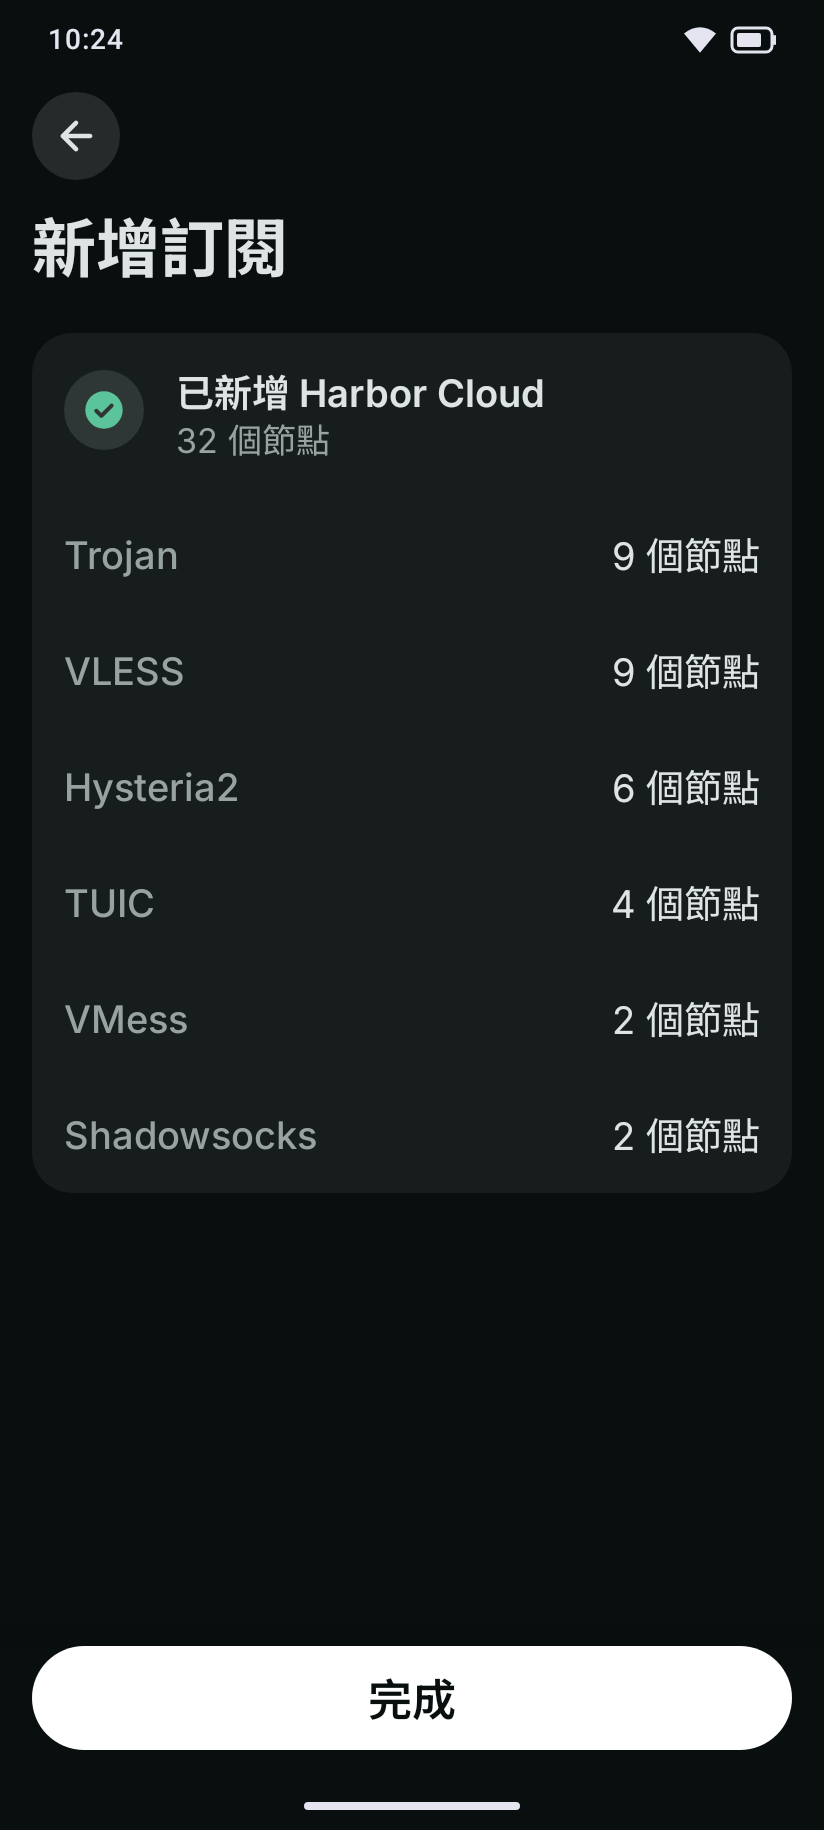 10:24
新增訂閱
已新增 Harbor Cloud
32 個節點
Trojan 9 個節點
VLESS 9 個節點
Hysteria2 6 個節點
TUIC 4 個節點
VMess 2 個節點
Shadowsocks 2 個節點
完成